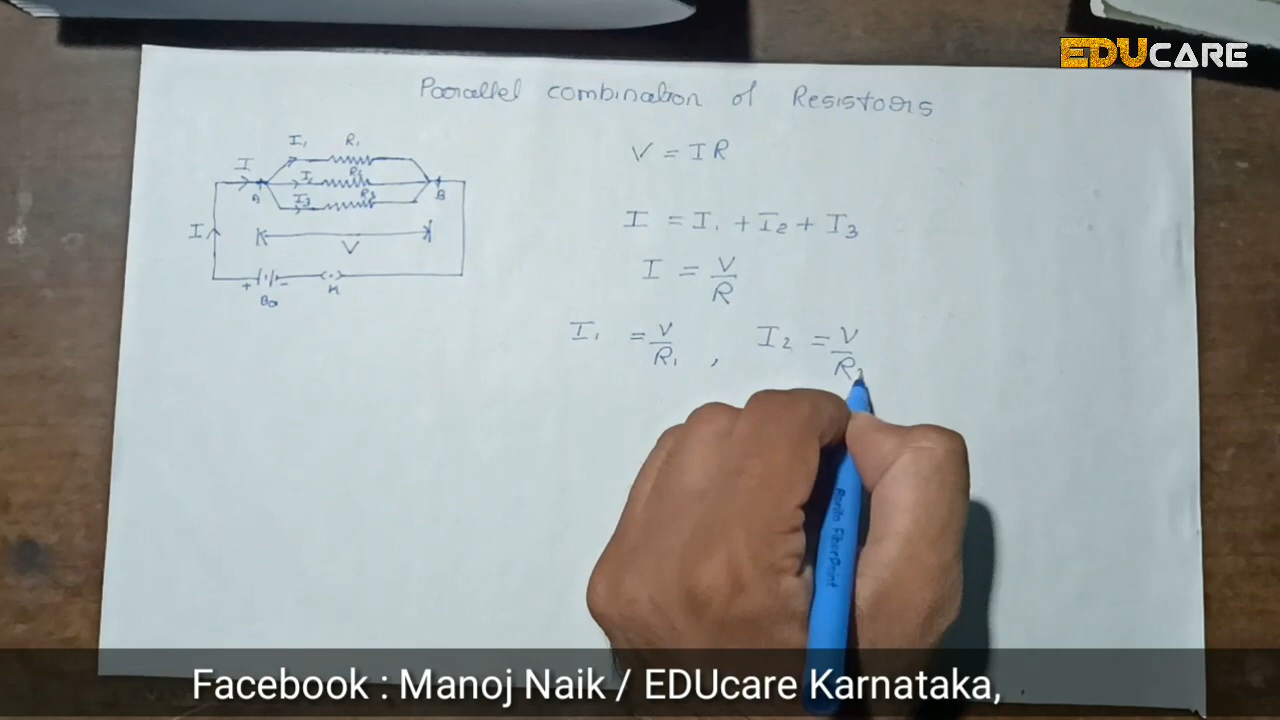 EDUCARE
Parallel combination of Resistors
I₁ R₁
I
I₂ R₂
I₃ R₃
A B
I
V
+ -
Ba K
V = IR
I = I₁ + I₂ + I₃
I = V/R
I₁ = V/R₁ , I₂ = V/R₂
Facebook : Manoj Naik / EDUcare Karnataka,